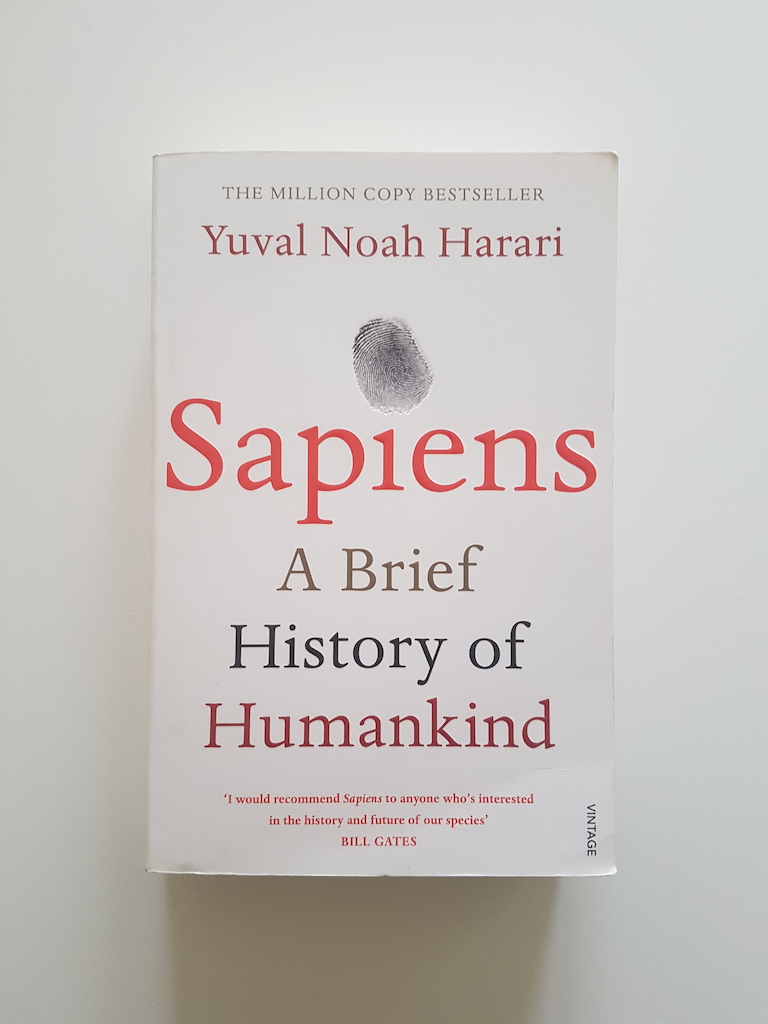 THE MILLION COPY BESTSELLER
Yuval Noah Harari
Sapiens
A Brief
History of
Humankind
‘I would recommend Sapiens to anyone who’s interested
in the history and future of our species’
BILL GATES
VINTAGE